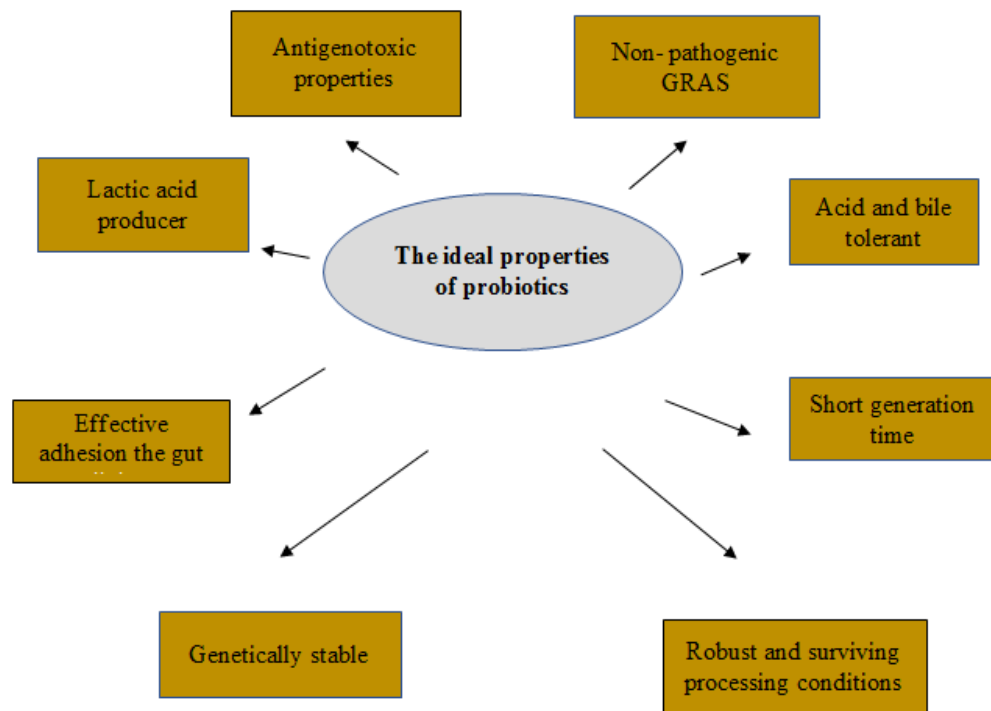 Antigenotoxic
properties
Non- pathogenic
GRAS
Lactic acid
producer
Acid and bile
tolerant
The ideal properties
of probiotics
Effective
adhesion the gut
Short generation
time
Genetically stable
Robust and surviving
processing conditions